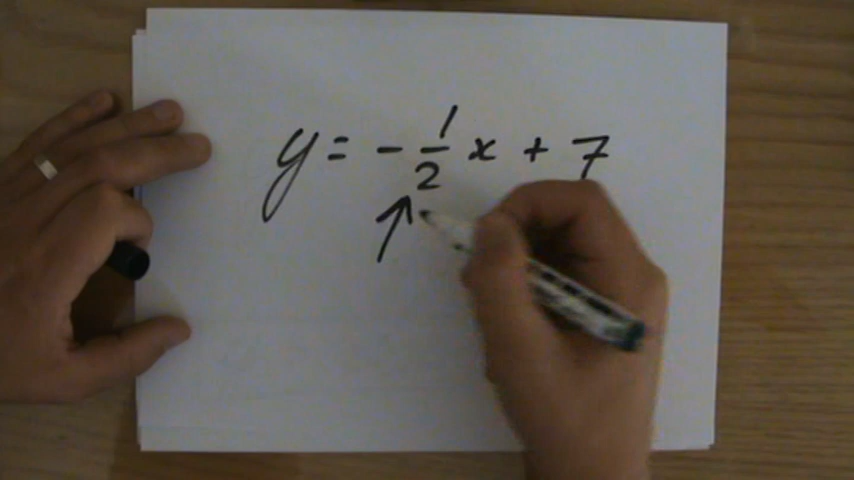 y = - 1/2 x + 7